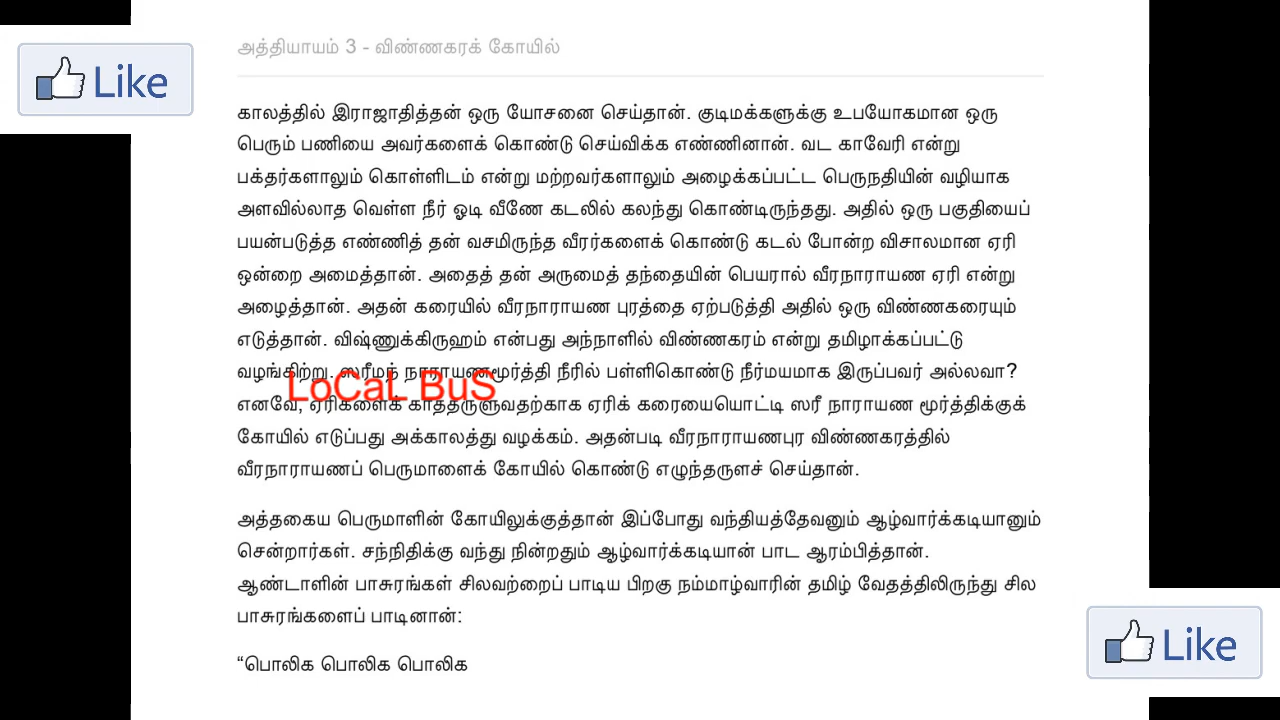 அத்தியாயம் 3 - விண்ணகரக் கோயில்
Like
காலத்தில் இராஜாதித்தன் ஒரு யோசனை செய்தான். குடிமக்களுக்கு உபயோகமான ஒரு
பெரும் பணியை அவர்களைக் கொண்டு செய்விக்க எண்ணினான். வட காவேரி என்று
பக்தர்களாலும் கொள்ளிடம் என்று மற்றவர்களாலும் அழைக்கப்பட்ட பெருநதியின் வழியாக
அளவில்லாத வெள்ள நீர் ஓடி வீணே கடலில் கலந்து கொண்டிருந்தது. அதில் ஒரு பகுதியைப்
பயன்படுத்த எண்ணித் தன் வசமிருந்த வீரர்களைக் கொண்டு கடல் போன்ற விசாலமான ஏரி
ஒன்றை அமைத்தான். அதைத் தன் அருமைத் தந்தையின் பெயரால் வீரநாராயண ஏரி என்று
அழைத்தான். அதன் கரையில் வீரநாராயண புரத்தை ஏற்படுத்தி அதில் ஒரு விண்ணகரையும்
எடுத்தான். விஷ்ணுக்கிருஹம் என்பது அந்நாளில் விண்ணகரம் என்று தமிழாக்கப்பட்டு
வழங்கிற்று. ஸரீமந் நாராயணமூர்த்தி நீரில் பள்ளிகொண்டு நீர்மயமாக இருப்பவர் அல்லவா?
LoCaL BuS
எனவே, ஏரிகளைக் காத்தருளுவதற்காக ஏரிக் கரையையொட்டி ஸரீ நாராயண மூர்த்திக்குக்
கோயில் எடுப்பது அக்காலத்து வழக்கம். அதன்படி வீரநாராயணபுர விண்ணகரத்தில்
வீரநாராயணப் பெருமாளைக் கோயில் கொண்டு எழுந்தருளச் செய்தான்.
அத்தகைய பெருமாளின் கோயிலுக்குத்தான் இப்போது வந்தியத்தேவனும் ஆழ்வார்க்கடியானும்
சென்றார்கள். சந்நிதிக்கு வந்து நின்றதும் ஆழ்வார்க்கடியான் பாட ஆரம்பித்தான்.
ஆண்டாளின் பாசுரங்கள் சிலவற்றைப் பாடிய பிறகு நம்மாழ்வாரின் தமிழ் வேதத்திலிருந்து சில
பாசுரங்களைப் பாடினான்:
Like
“பொலிக பொலிக பொலிக